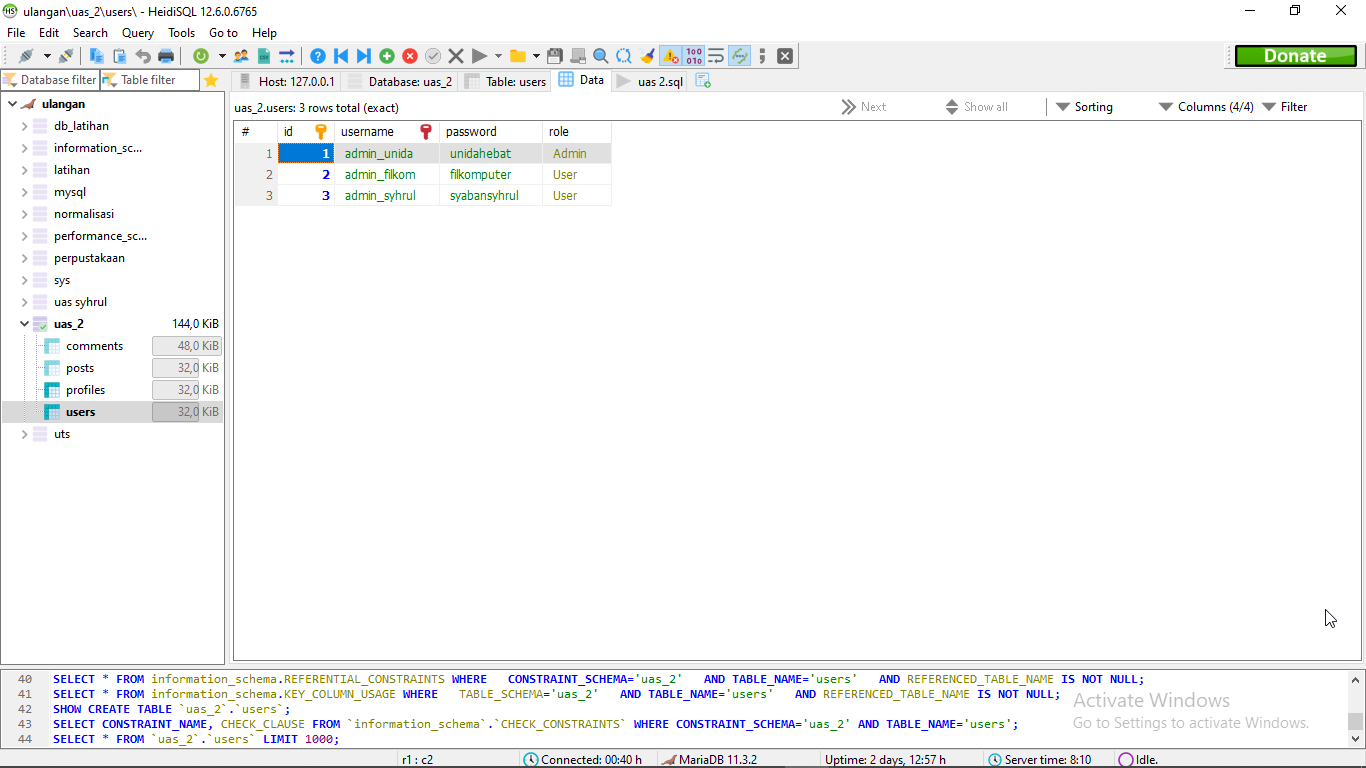 ulangan\uas_2\users\ - HeidiSQL 12.6.0.6765
File Edit Search Query Tools Go to Help
Donate
Database filter Table filter
Host: 127.0.0.1 Database: uas_2 Table: users Data uas 2.sql
uas_2.users: 3 rows total (exact) Next Show all Sorting Columns (4/4) Filter
ulangan
db_latihan
information_sc...
latihan
mysql
normalisasi
performance_sc...
perpustakaan
sys
uas syhrul
uas_2 144,0 KiB
comments 48,0 KiB
posts 32,0 KiB
profiles 32,0 KiB
users 32,0 KiB
uts
# id username password role
1 1 admin_unida unidahebat Admin
2 2 admin_filkom filkomputer User
3 3 admin_syhrul syabansyhrul User
40 SELECT * FROM information_schema.REFERENTIAL_CONSTRAINTS WHERE CONSTRAINT_SCHEMA='uas_2' AND TABLE_NAME='users' AND REFERENCED_TABLE_NAME IS NOT NULL;
41 SELECT * FROM information_schema.KEY_COLUMN_USAGE WHERE TABLE_SCHEMA='uas_2' AND TABLE_NAME='users' AND REFERENCED_TABLE_NAME IS NOT NULL;
42 SHOW CREATE TABLE `uas_2`.`users`;
43 SELECT CONSTRAINT_NAME, CHECK_CLAUSE FROM `information_schema`.`CHECK_CONSTRAINTS` WHERE CONSTRAINT_SCHEMA='uas_2' AND TABLE_NAME='users';
44 SELECT * FROM `uas_2`.`users` LIMIT 1000;
Activate Windows
Go to Settings to activate Windows.
r1 : c2 Connected: 00:40 h MariaDB 11.3.2 Uptime: 2 days, 12:57 h Server time: 8:10 Idle.